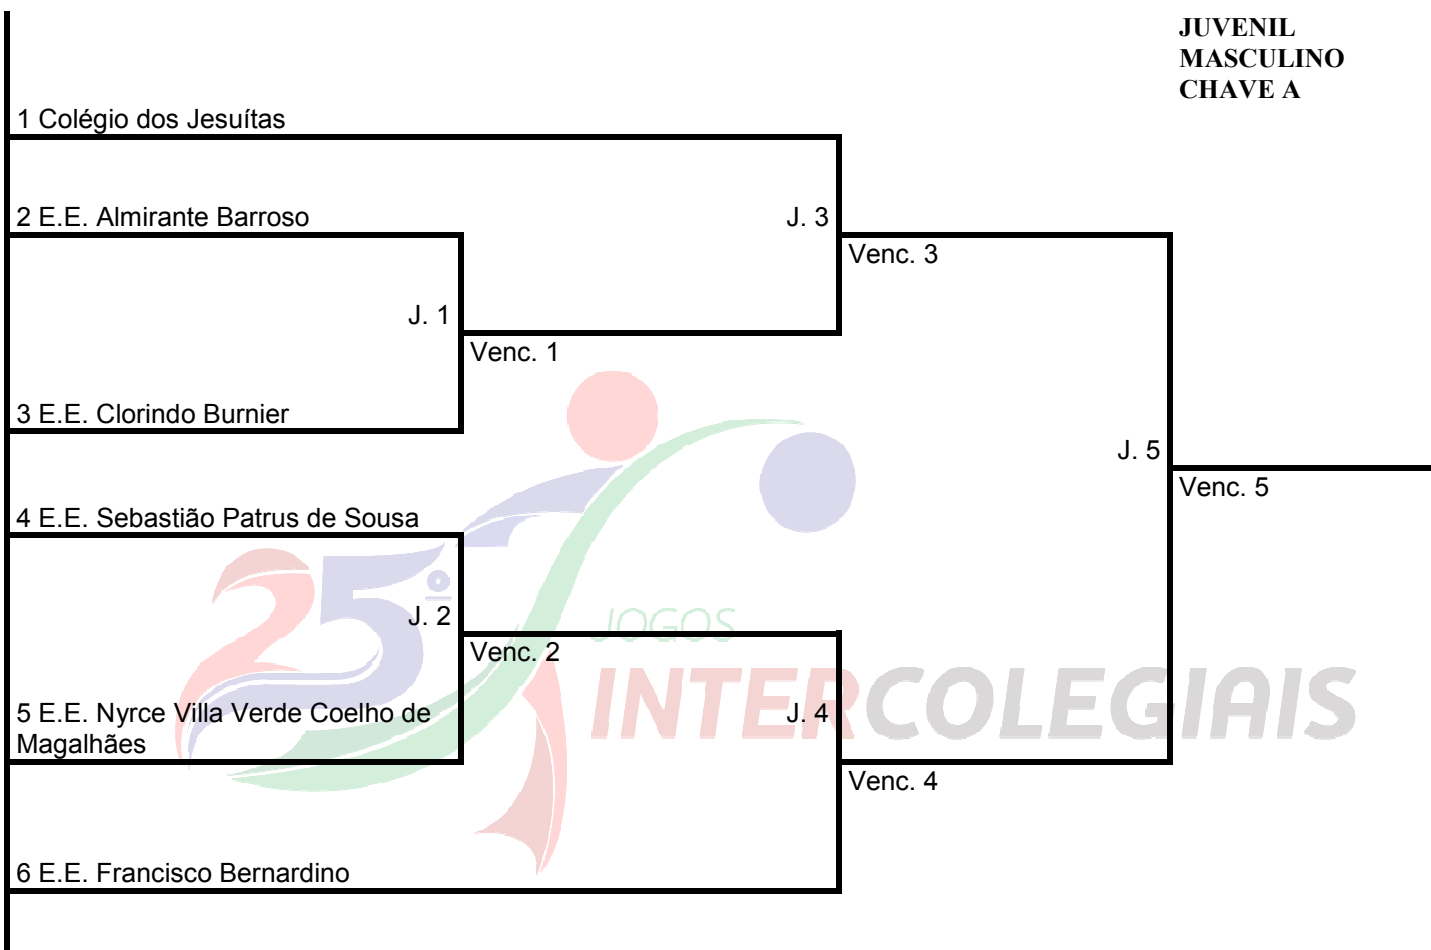 JUVENIL
MASCULINO
CHAVE A
1 Colégio dos Jesuítas
2 E.E. Almirante Barroso
J. 3
Venc. 3
J. 1
Venc. 1
3 E.E. Clorindo Burnier
J. 5
Venc. 5
4 E.E. Sebastião Patrus de Sousa
25º
J. 2
JOGOS
Venc. 2
INTERCOLEGIAIS
5 E.E. Nyrce Villa Verde Coelho de
Magalhães
J. 4
Venc. 4
6 E.E. Francisco Bernardino